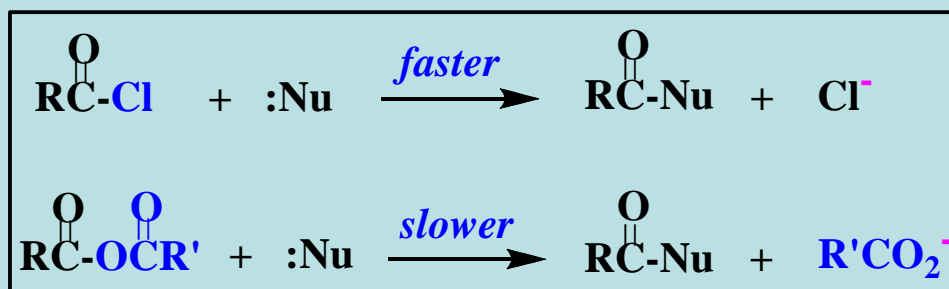 O O
RC-Cl + :Nu faster RC-Nu + Cl⁻
O O O
RC-OCR' + :Nu slower RC-Nu + R'CO₂⁻